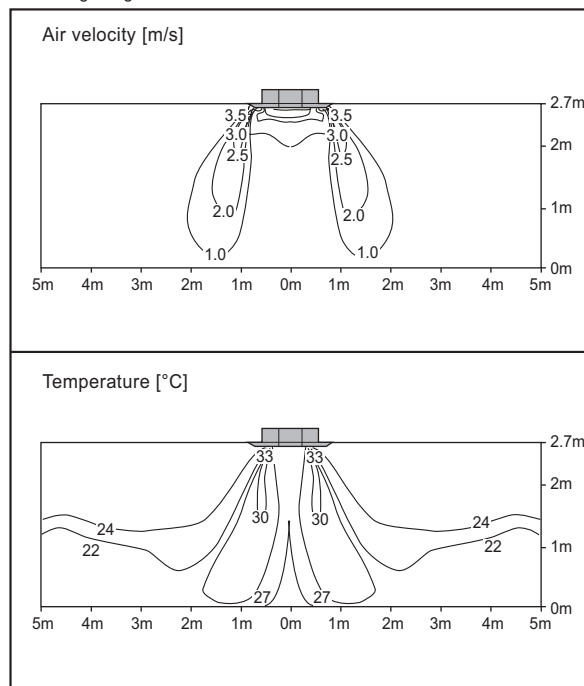 Air velocity [m/s]
2.7m
3.5 3.5
3.0 3.0
2m
2.5 2.5
2.0 2.0
1m
1.0 1.0
0m
5m 4m 3m 2m 1m 0m 1m 2m 3m 4m 5m
Temperature [°C]
2.7m
33 33
2m
30 30
24 24
22 22
1m
27 27
0m
5m 4m 3m 2m 1m 0m 1m 2m 3m 4m 5m